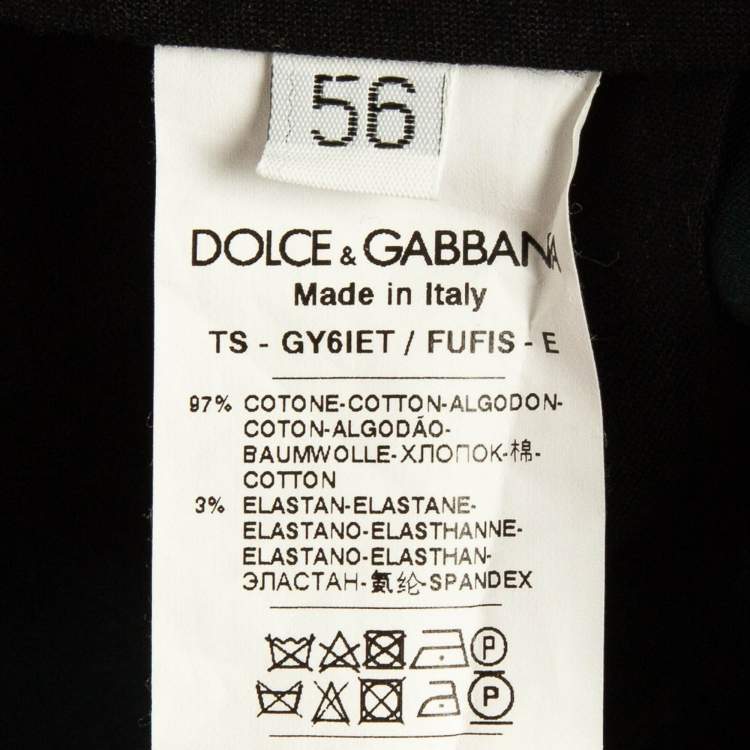 56
DOLCE & GABBANA
Made in Italy
TS - GY6IET / FUFIS - E
97% COTONE-COTTON-ALGODON-
COTON-ALGODÃO-
BAUMWOLLE-ХЛОПОК-棉-
COTTON
3% ELASTAN-ELASTANE-
ELASTANO-ELASTHANNE-
ELASTANO-ELASTHAN-
ЭЛАСТАН-氨纶-SPANDEX
P
P